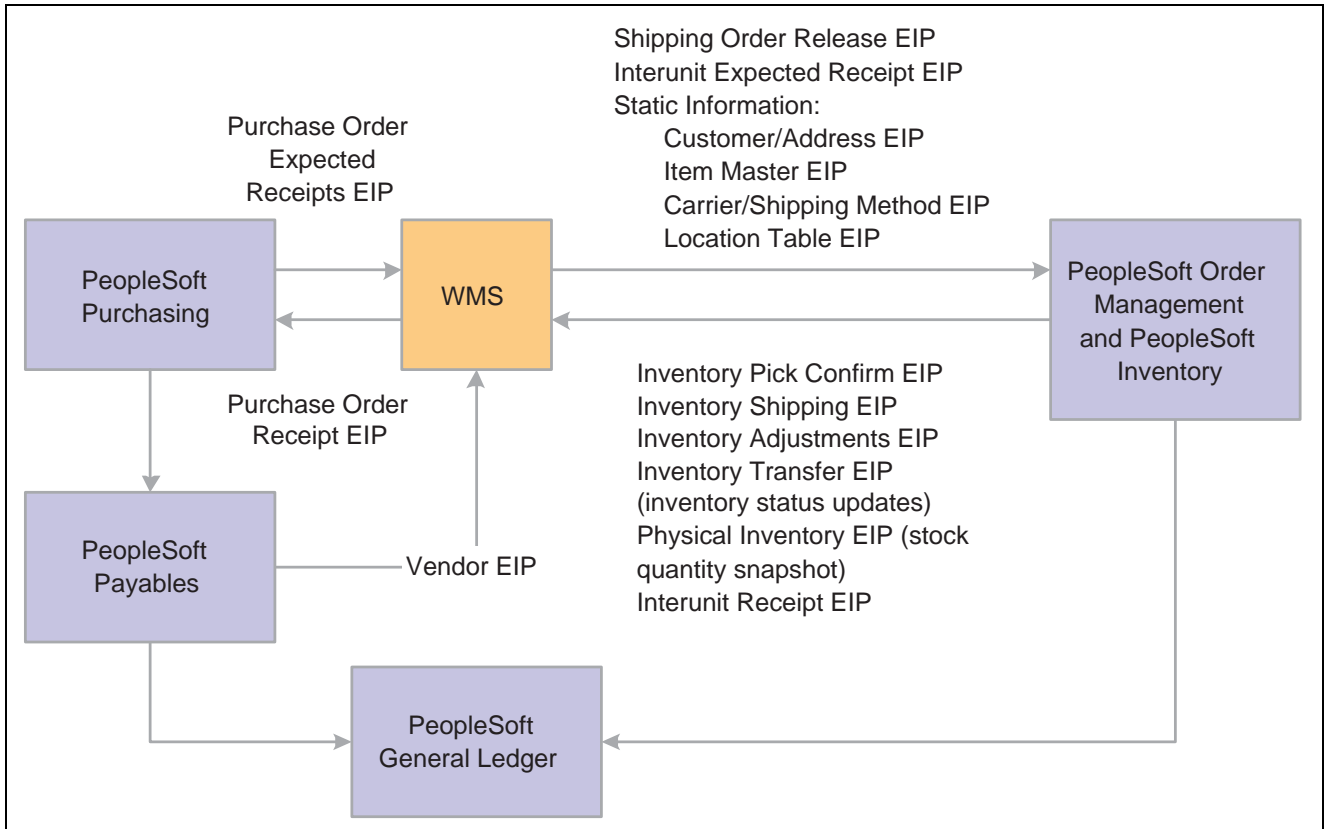 Shipping Order Release EIP
Interunit Expected Receipt EIP
Static Information:
Customer/Address EIP
Item Master EIP
Carrier/Shipping Method EIP
Location Table EIP
Purchase Order
Expected
Receipts EIP
PeopleSoft
Purchasing
WMS
PeopleSoft Order
Management
and PeopleSoft
Inventory
Purchase Order
Receipt EIP
Inventory Pick Confirm EIP
Inventory Shipping EIP
Inventory Adjustments EIP
Inventory Transfer EIP
(inventory status updates)
Physical Inventory EIP (stock
quantity snapshot)
Interunit Receipt EIP
PeopleSoft
Payables
Vendor EIP
PeopleSoft
General Ledger